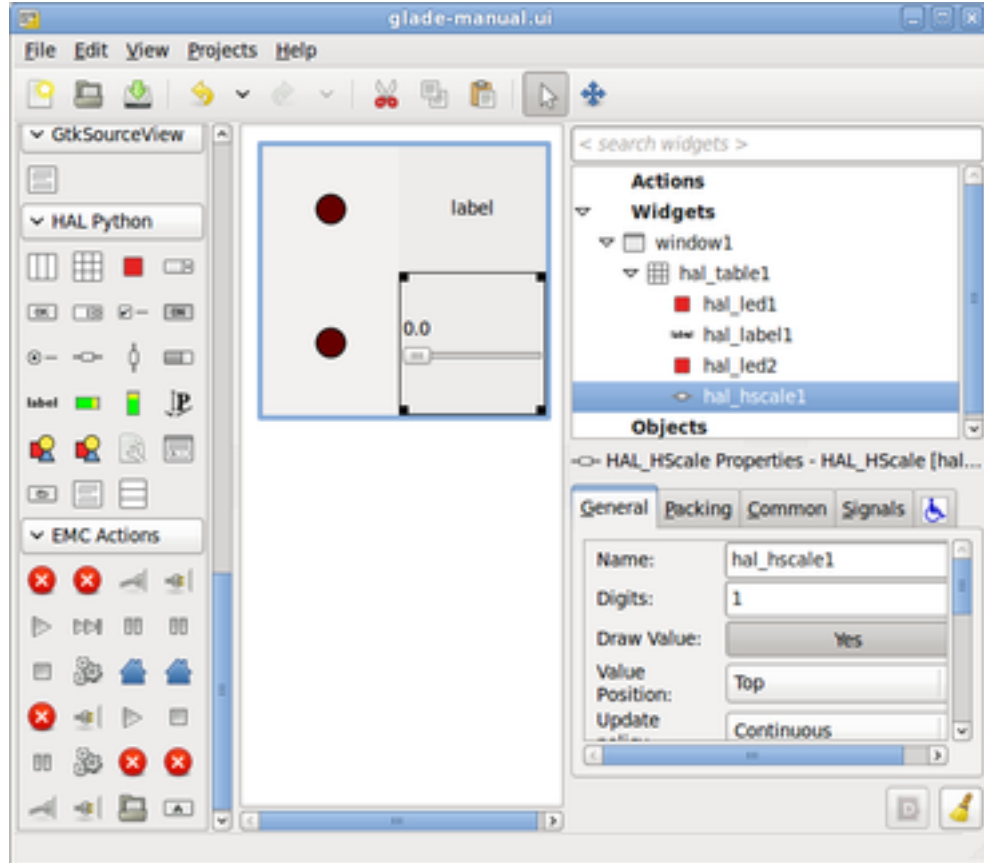 glade-manual.ui
File Edit View Projects Help
GtkSourceView
HAL Python
label
EMC Actions
label
0.0
< search widgets >
Actions
Widgets
window1
hal_table1
hal_led1
hal_label1
hal_led2
hal_hscale1
Objects
HAL_HScale Properties - HAL_HScale [hal...
General Packing Common Signals
Name: hal_hscale1
Digits: 1
Draw Value: Yes
Value
Position: Top
Update
Continuous